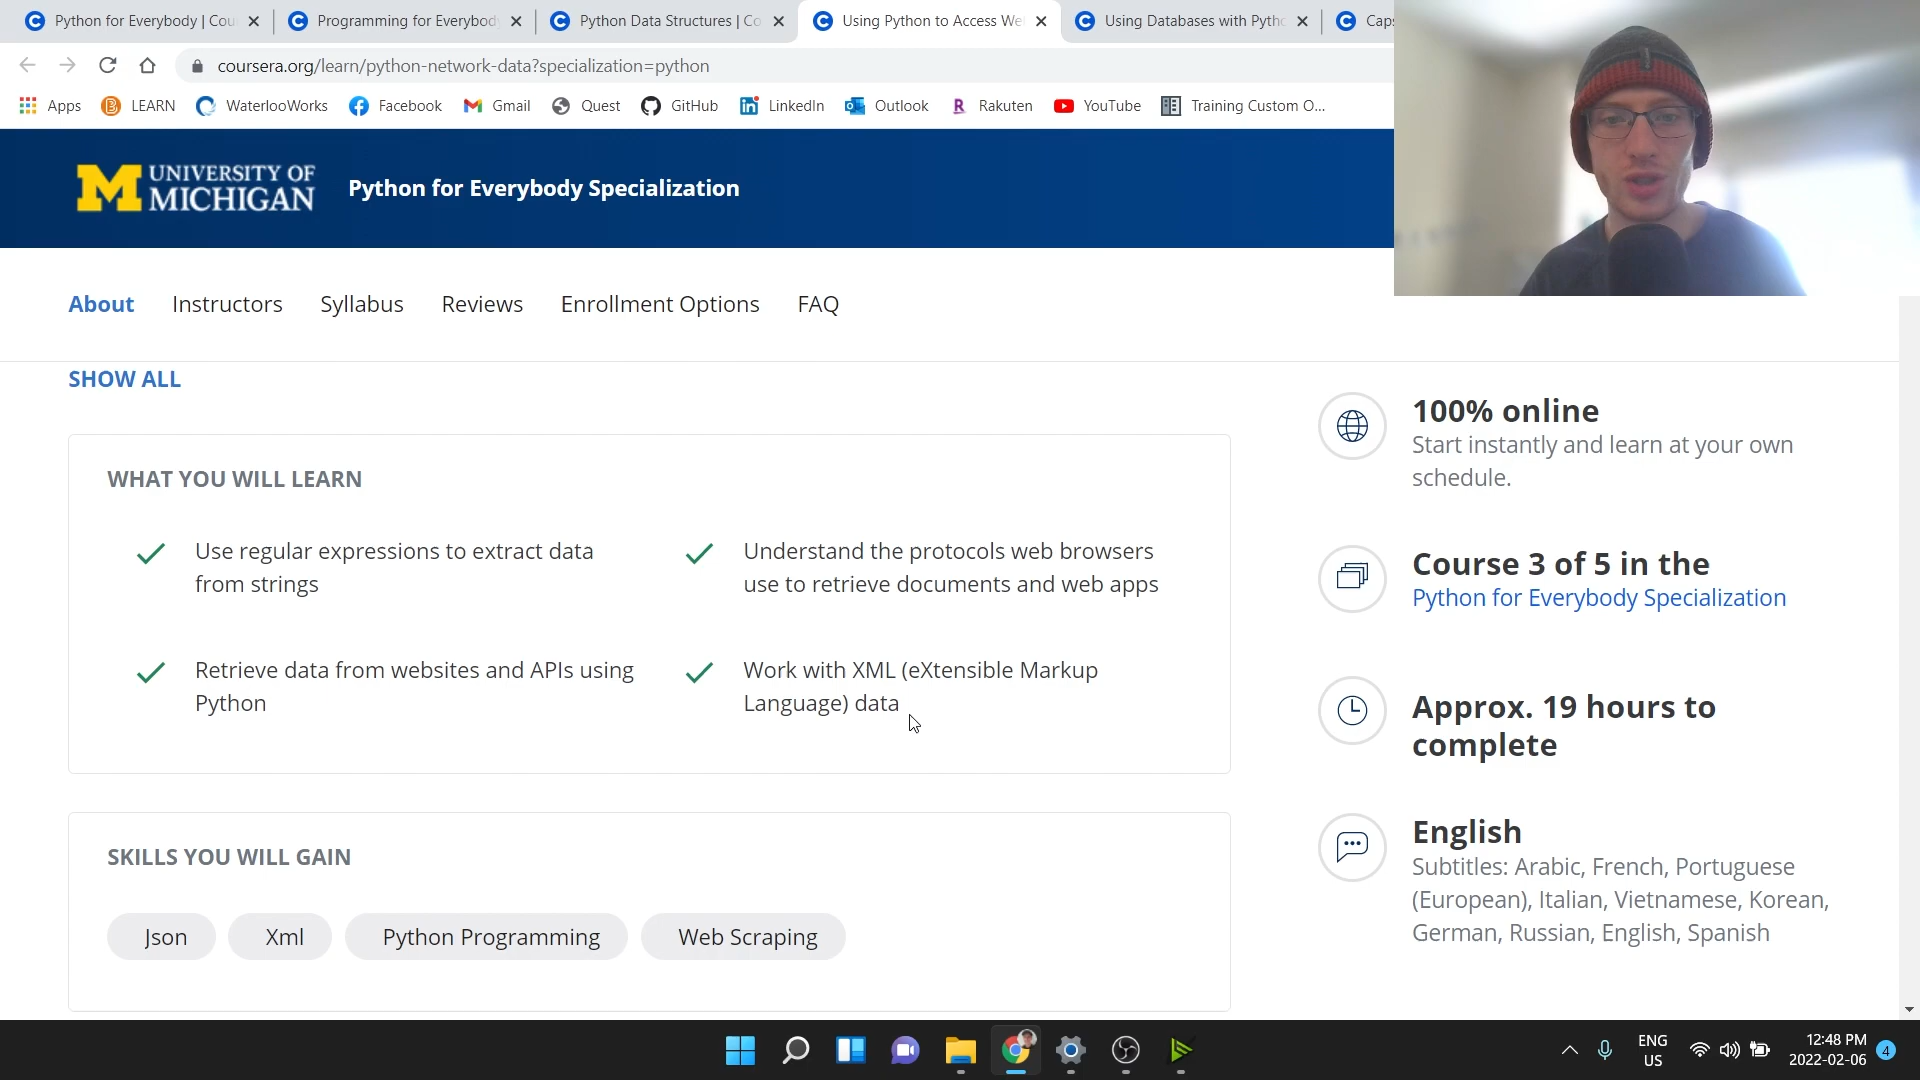 Python for Everybody | Cou
Programming for Everybody
Python Data Structures | Co
Using Python to Access We
Using Databases with Pytho
Cap
coursera.org/learn/python-network-data?specialization=python
Apps
LEARN
WaterlooWorks
Facebook
Gmail
Quest
GitHub
LinkedIn
Outlook
Rakuten
YouTube
Training Custom O...
M UNIVERSITY OF
MICHIGAN
Python for Everybody Specialization
About
Instructors
Syllabus
Reviews
Enrollment Options
FAQ
SHOW ALL
WHAT YOU WILL LEARN
Use regular expressions to extract data
from strings
Understand the protocols web browsers
use to retrieve documents and web apps
Retrieve data from websites and APIs using
Python
Work with XML (eXtensible Markup
Language) data
SKILLS YOU WILL GAIN
Json
Xml
Python Programming
Web Scraping
100% online
Start instantly and learn at your own
schedule.
Course 3 of 5 in the
Python for Everybody Specialization
Approx. 19 hours to
complete
English
Subtitles: Arabic, French, Portuguese
(European), Italian, Vietnamese, Korean,
German, Russian, English, Spanish
ENG
US
12:48 PM
2022-02-06
4